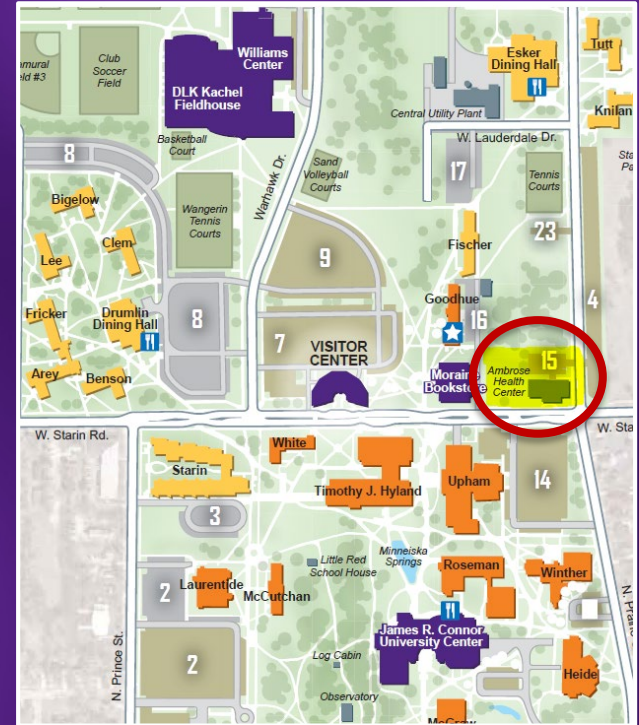 Club
Soccer
Field
Williams
Center
DLK Kachel
Fieldhouse
Basketball
Court
Esker
Dining Hall
Tutt
Central Utility Plant
W. Lauderdale Dr.
8
Warhawk Dr.
Sand
Volleyball
Courts
17
Tennis
Courts
Bigelow
Wangerin
Tennis
Courts
Clem
Lee
9
Fischer
23
Fricker
Drumlin
Dining Hall
8
Goodhue
16
4
7
VISITOR
CENTER
15
Arey
Benson
Moraine
Bookstore
Ambrose
Health
Center
W. Starin Rd.
White
Starin
Timothy J. Hyland
Upham
14
3
Little Red
School House
Minneiska
Springs
Roseman
Winther
2
Laurentide
McCutchan
James R. Connor
University Center
N. Prince St.
2
Log Cabin
Heide
Observatory